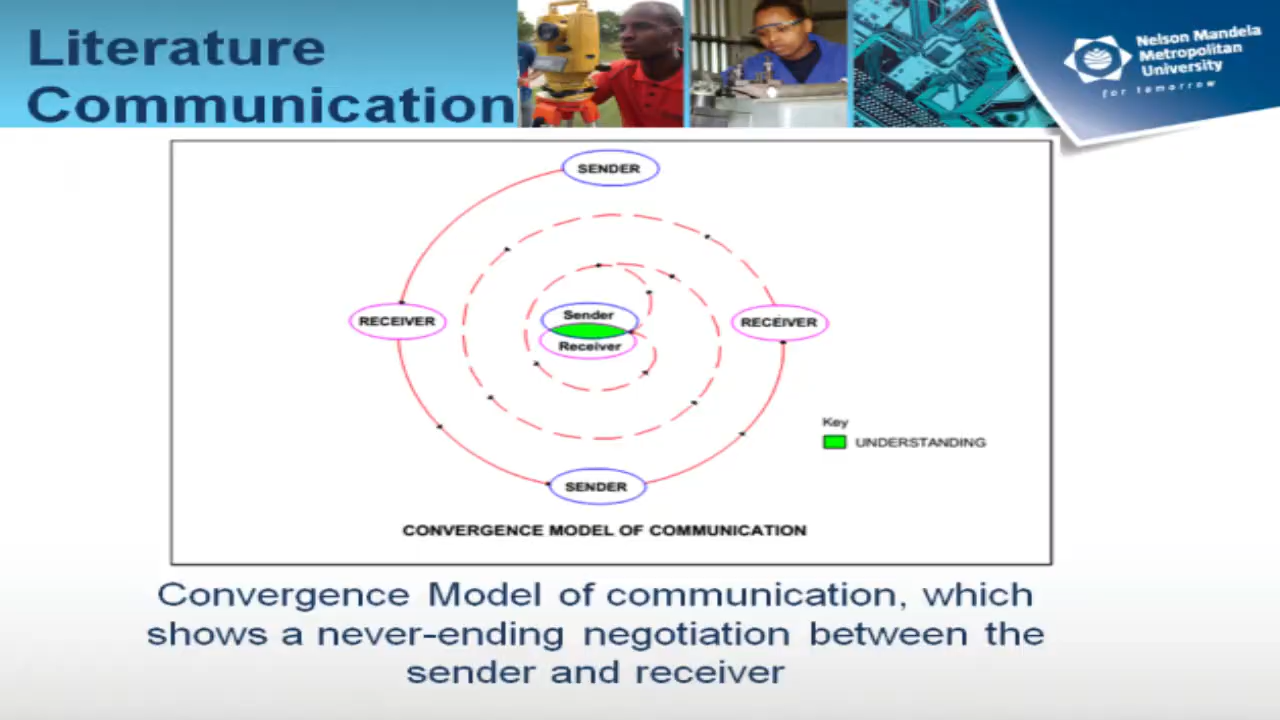 Literature
Communication
Nelson Mandela
Metropolitan
University
for tomorrow
SENDER
RECEIVER
Sender
Receiver
RECEIVER
Key
UNDERSTANDING
SENDER
CONVERGENCE MODEL OF COMMUNICATION
Convergence Model of communication, which
shows a never-ending negotiation between the
sender and receiver